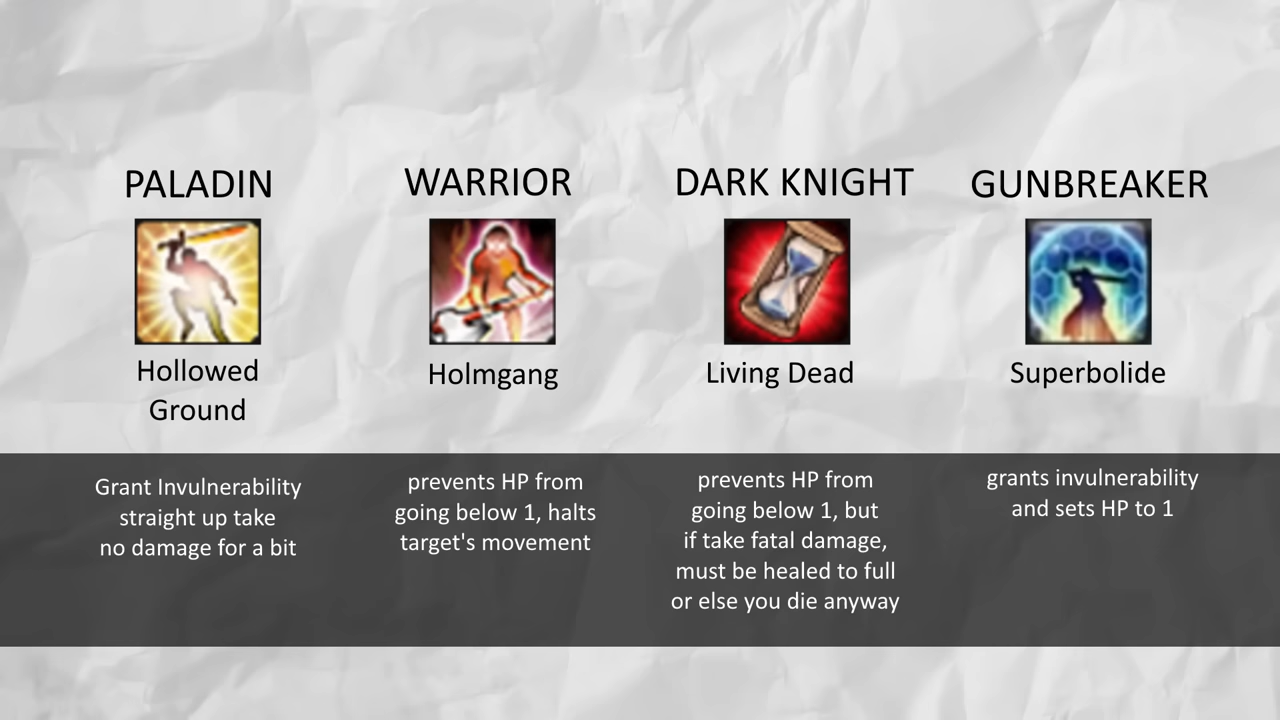 PALADIN
Hollowed
Ground
Grant Invulnerability
straight up take
no damage for a bit
WARRIOR
Holmgang
prevents HP from
going below 1, halts
target's movement
DARK KNIGHT
Living Dead
prevents HP from
going below 1, but
if take fatal damage,
must be healed to full
or else you die anyway
GUNBREAKER
Superbolide
grants invulnerability
and sets HP to 1